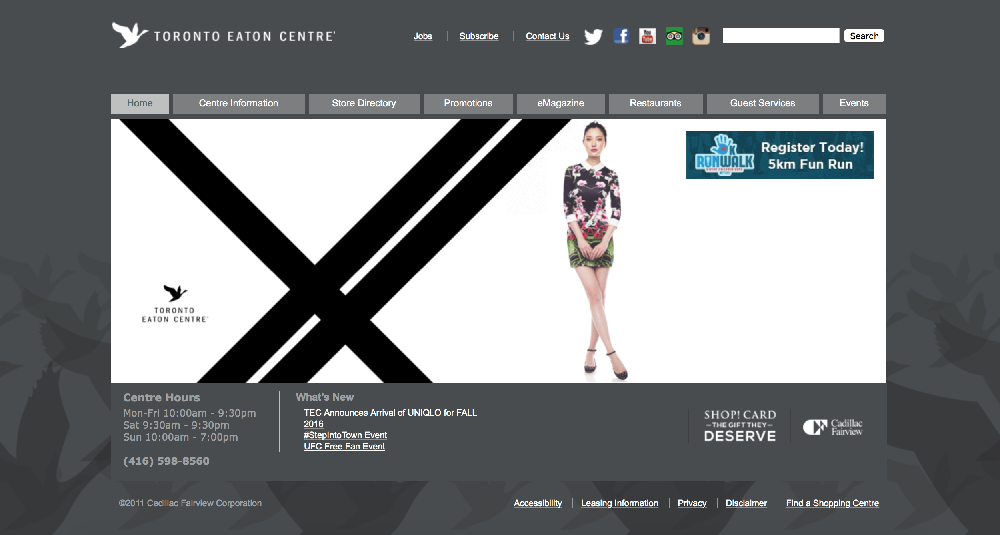 TORONTO EATON CENTRE
Jobs
Subscribe
Contact Us
You
Tube
Search
Home
Centre Information
Store Directory
Promotions
eMagazine
Restaurants
Guest Services
Events
K
RUNWALK
Register Today!
5km Fun Run
TORONTO
EATON CENTRE
Centre Hours
Mon-Fri 10:00am - 9:30pm
Sat 9:30am - 9:30pm
Sun 10:00am - 7:00pm
(416) 598-8560
What's New
TEC Announces Arrival of UNIQLO for FALL
2016
#StepIntoTown Event
UFC Free Fan Event
SHOP! CARD
–THE GIFT THEY–
DESERVE
Cadillac
Fairview
©2011 Cadillac Fairview Corporation
Accessibility
Leasing Information
Privacy
Disclaimer
Find a Shopping Centre